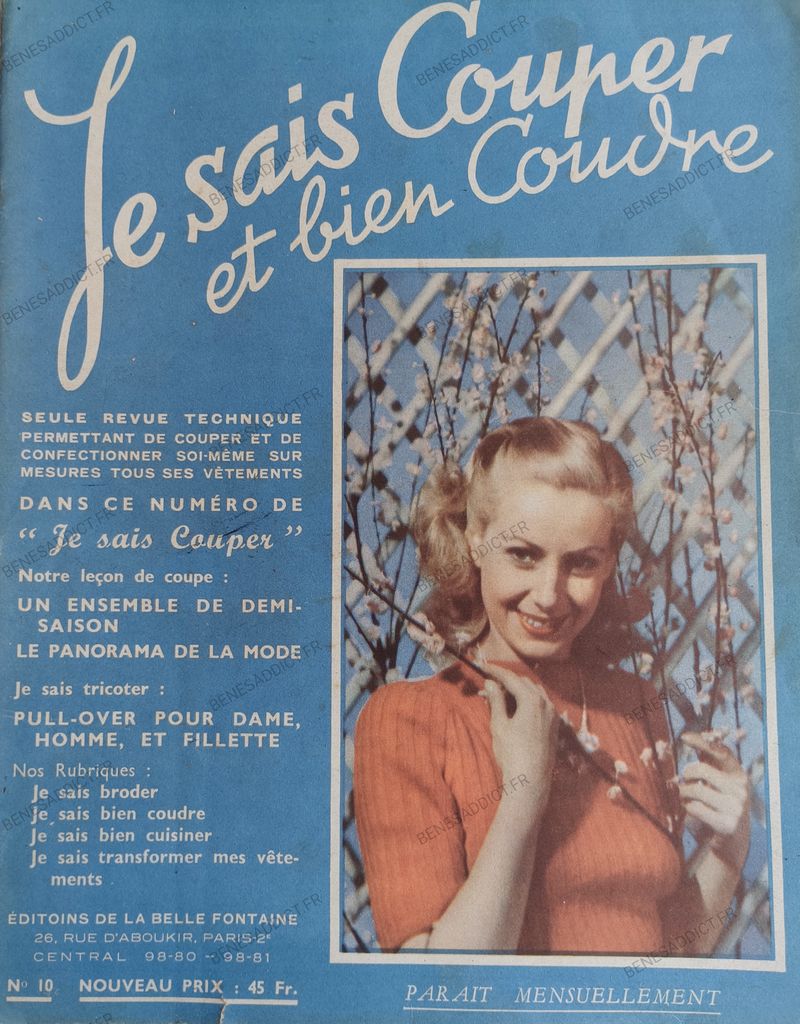 Je sais Couper
et bien Coudre
SEULE REVUE TECHNIQUE
PERMETTANT DE COUPER ET DE
CONFECTIONNER SOI-MÊME SUR
MESURES TOUS SES VÊTEMENTS
DANS CE NUMÉRO DE
“ Je sais Couper ”
Notre leçon de coupe :
UN ENSEMBLE DE DEMI-
SAISON
LE PANORAMA DE LA MODE
Je sais tricoter :
PULL-OVER POUR DAME,
HOMME, ET FILLETTE
Nos Rubriques :
Je sais broder
Je sais bien coudre
Je sais bien cuisiner
Je sais transformer mes vête-
ments
ÉDITOINS DE LA BELLE FONTAINE
26, RUE D'ABOUKIR, PARIS-2e
CENTRAL 98-80 -- 98-81
No 10 NOUVEAU PRIX : 45 Fr.
PARAIT MENSUELLEMENT
BENESADDICT.FR